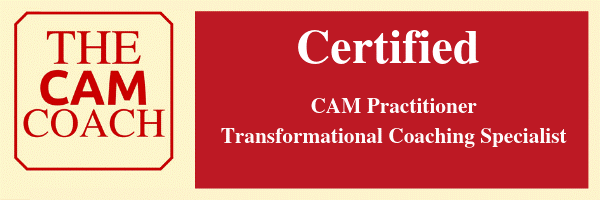 THE
CAM
COACH
Certified
CAM Practitioner
Transformational Coaching Specialist